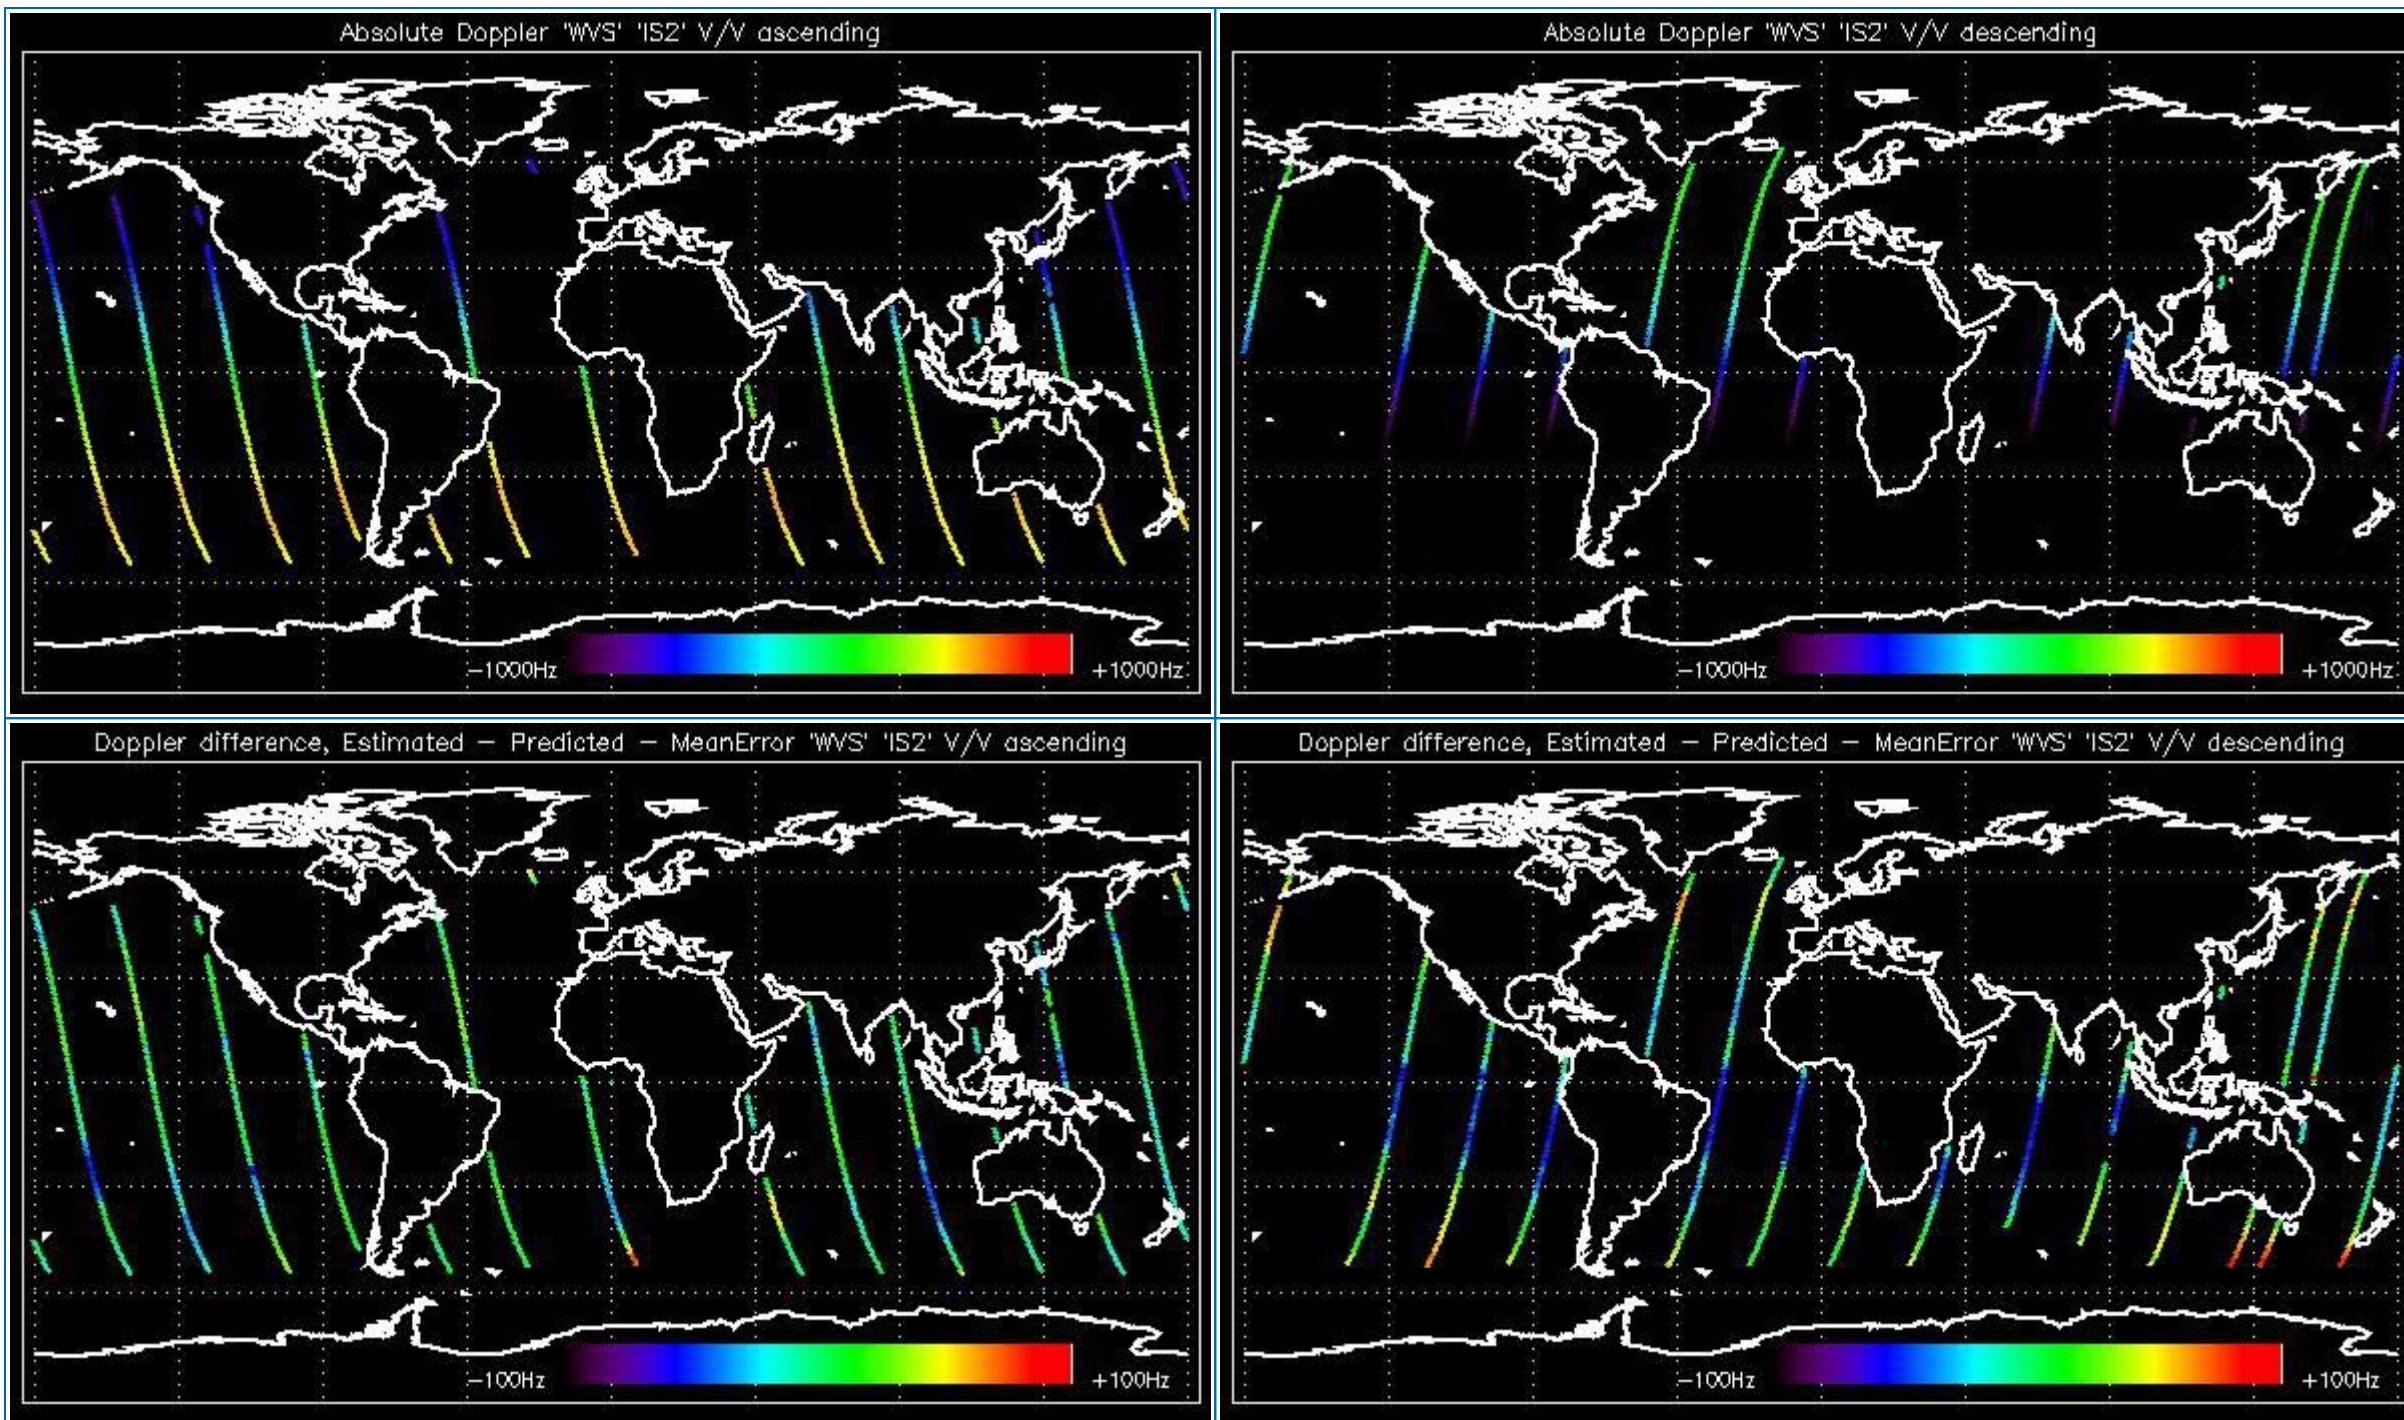 Absolute Doppler 'WVS' 'IS2' V/V ascending
-1000Hz +1000Hz
Absolute Doppler 'WVS' 'IS2' V/V descending
-1000Hz +1000Hz
Doppler difference, Estimated - Predicted - MeanError 'WVS' 'IS2' V/V ascending
-100Hz +100Hz
Doppler difference, Estimated - Predicted - MeanError 'WVS' 'IS2' V/V descending
-100Hz +100Hz